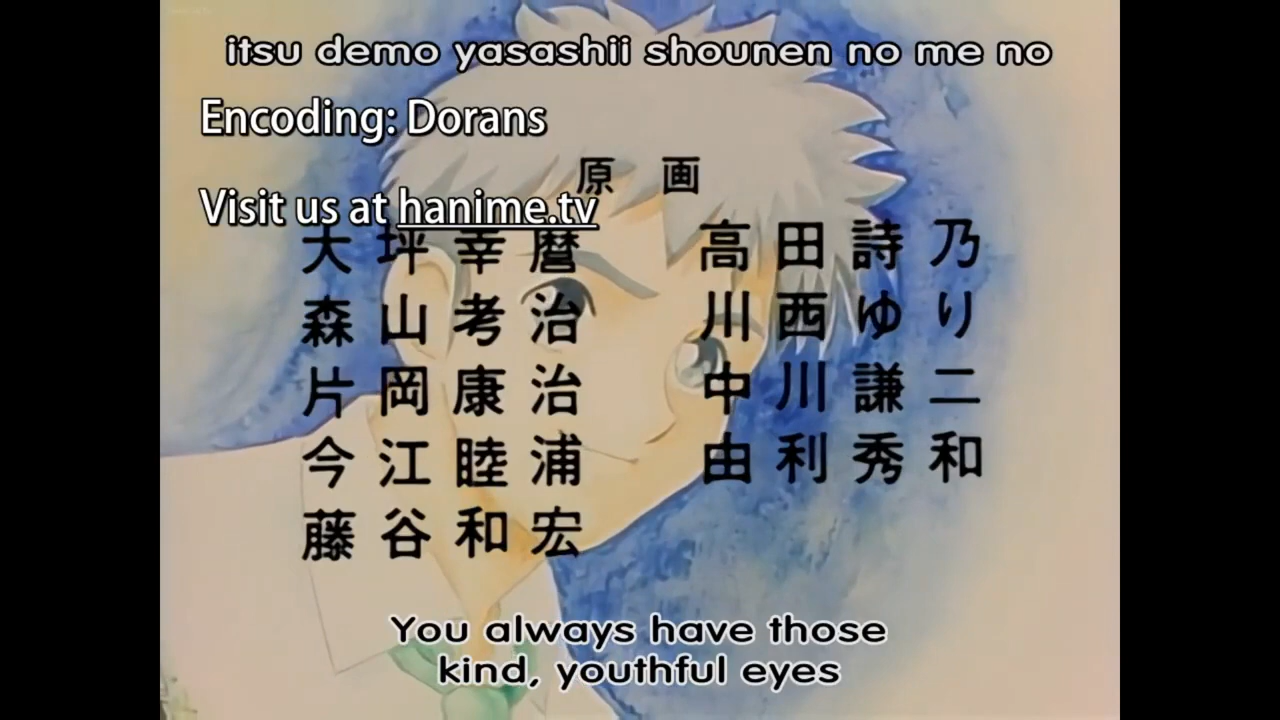 itsu demo yasashii shounen no me no
Encoding: Dorans
原 画
Visit us at hanime.tv
大坪幸麿 高田詩乃
森山考治 川西ゆり
片岡康治 中川謙二
今江睦浦 由利秀和
藤谷和宏
You always have those
kind, youthful eyes